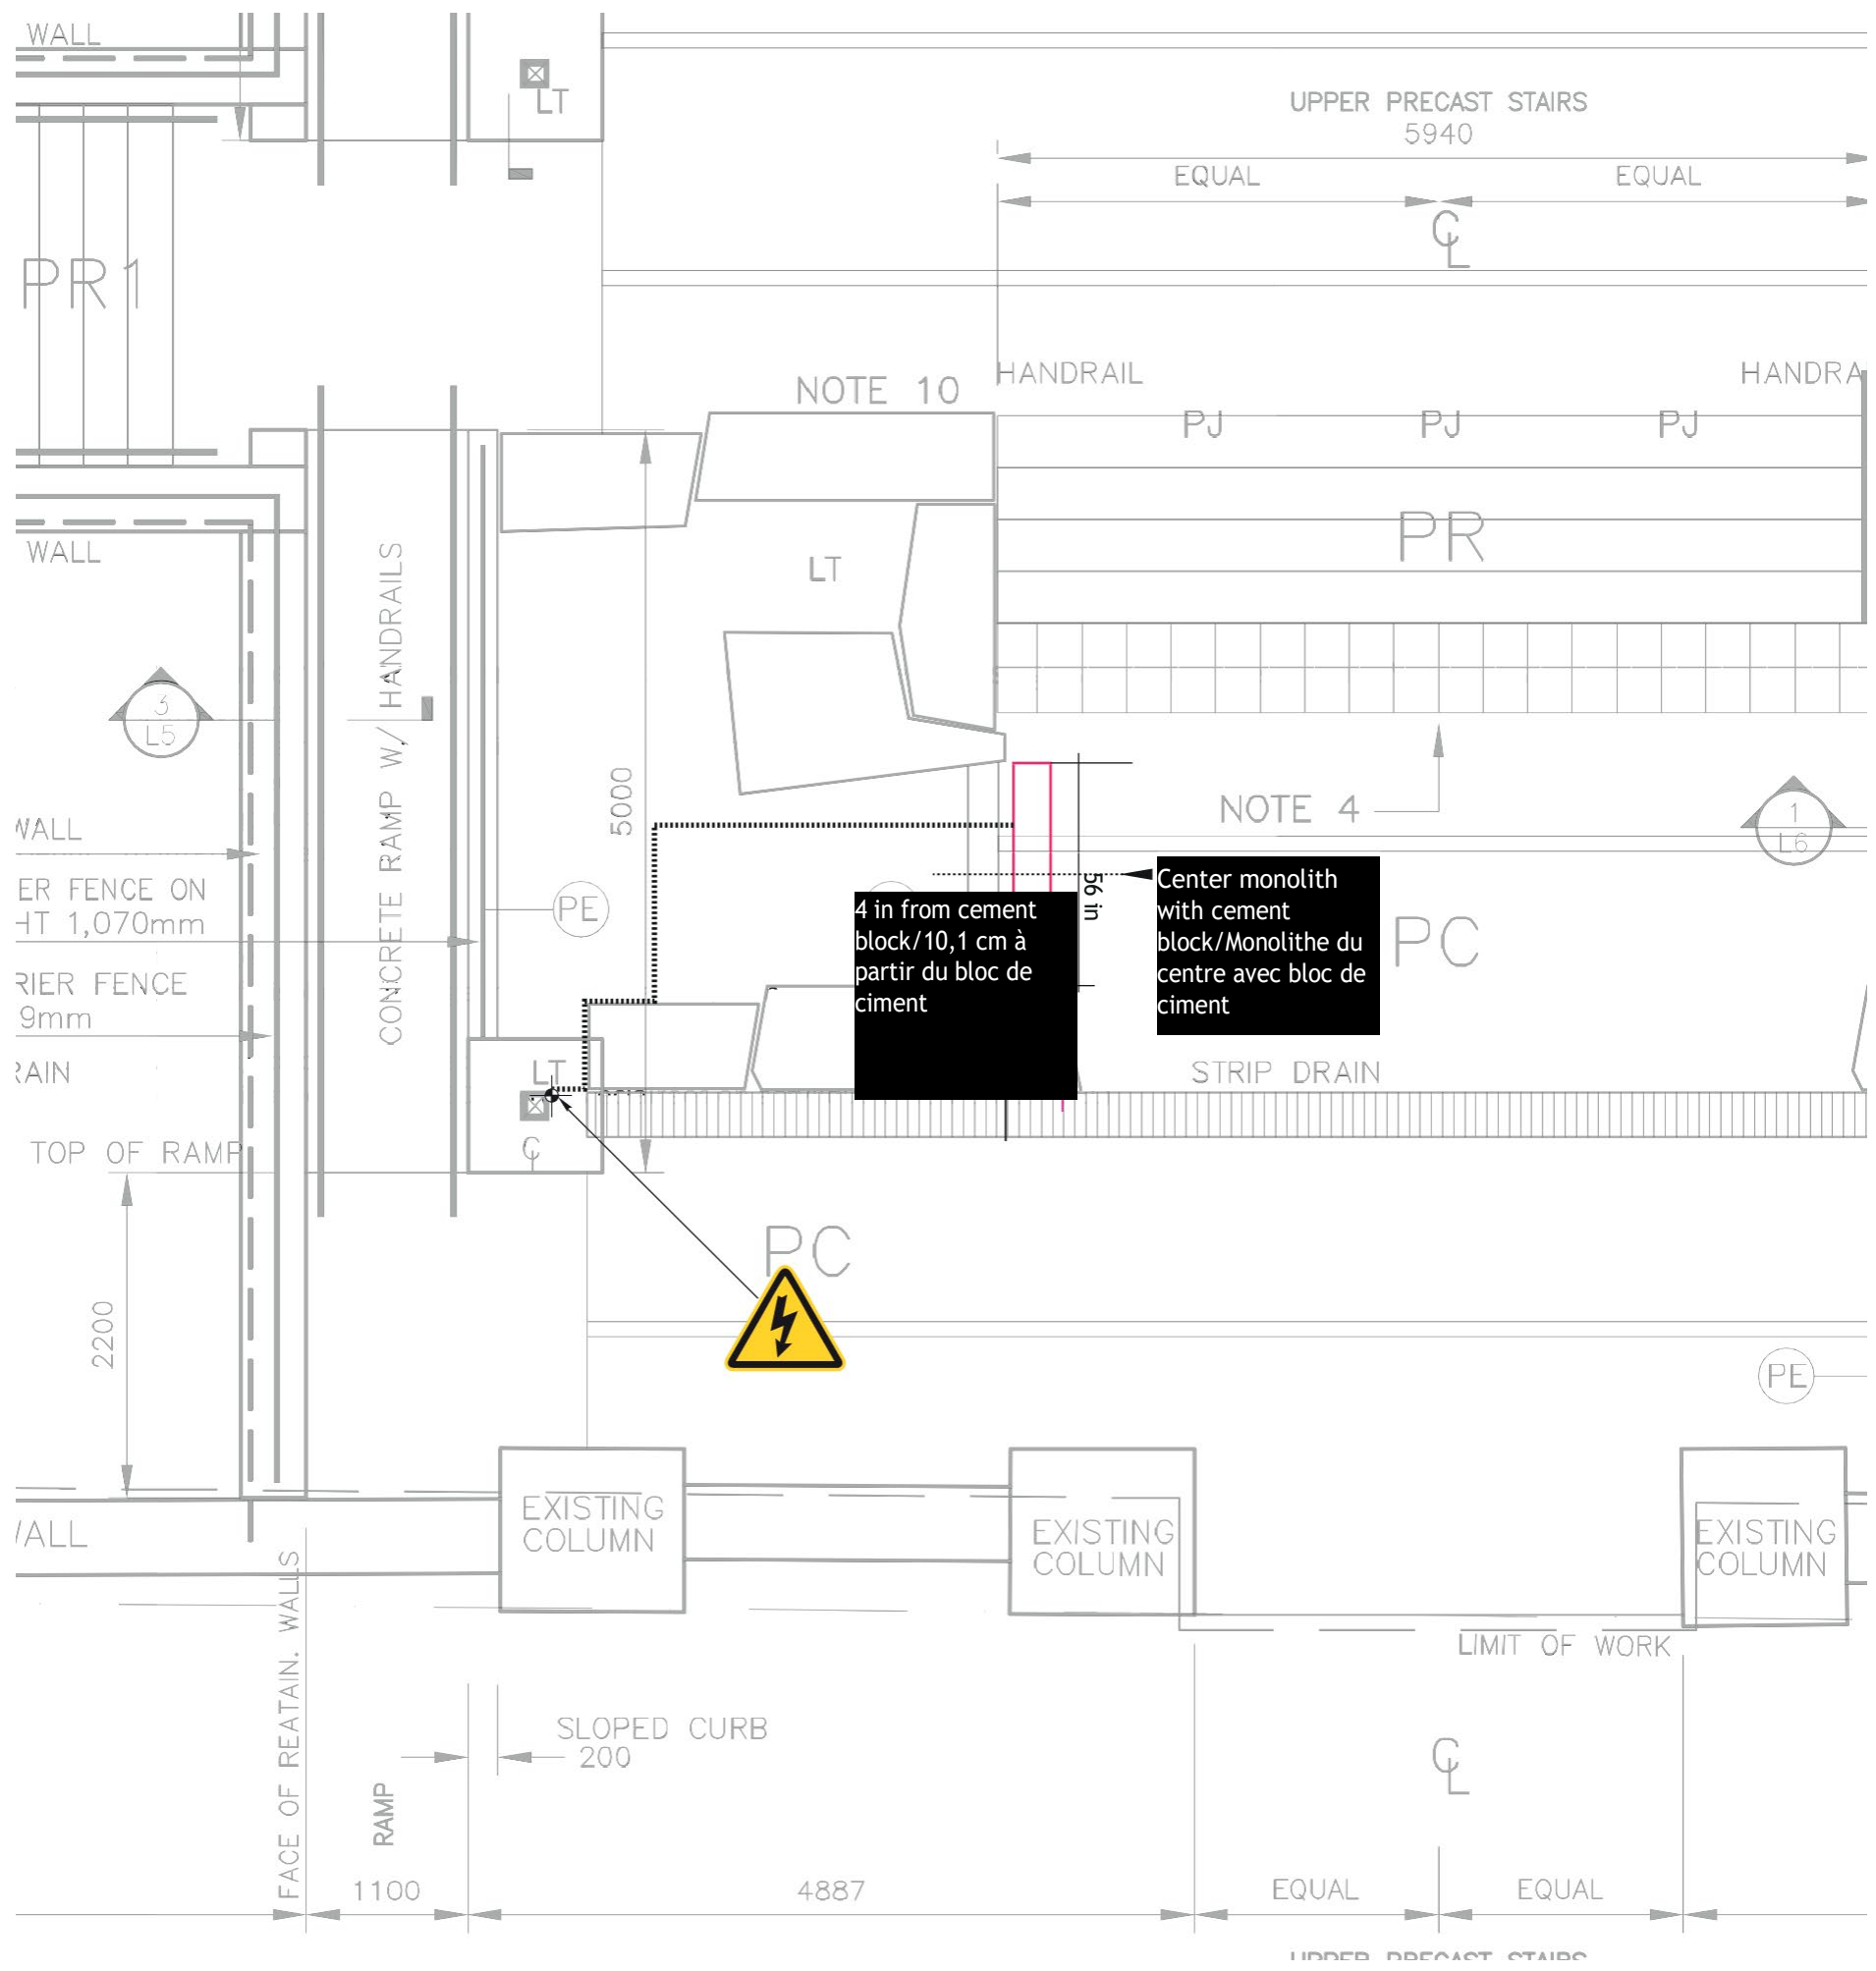 WALL
LT
UPPER PRECAST STAIRS
5940
EQUAL
EQUAL
CL
PR1
HANDRAIL
HANDRA
NOTE 10
PJ
PJ
PJ
PR
WALL
LT
CONCRETE RAMP W/ HANDRAILS
3
L5
5000
NOTE 4
1
L6
WALL
ER FENCE ON
HT 1,070mm
PE
56 in
4 in from cement
block/10,1 cm à
partir du bloc de
ciment
Center monolith
with cement
block/Monolithe du
centre avec bloc de
ciment
PC
RIER FENCE
9mm
RAIN
LT
STRIP DRAIN
TOP OF RAMP
CL
PC
2200
PE
EXISTING
COLUMN
EXISTING
COLUMN
EXISTING
COLUMN
WALL
LIMIT OF WORK
FACE OF REATAIN. WALLS
SLOPED CURB
200
RAMP
CL
1100
4887
EQUAL
EQUAL
UPPER PRECAST STAIRS